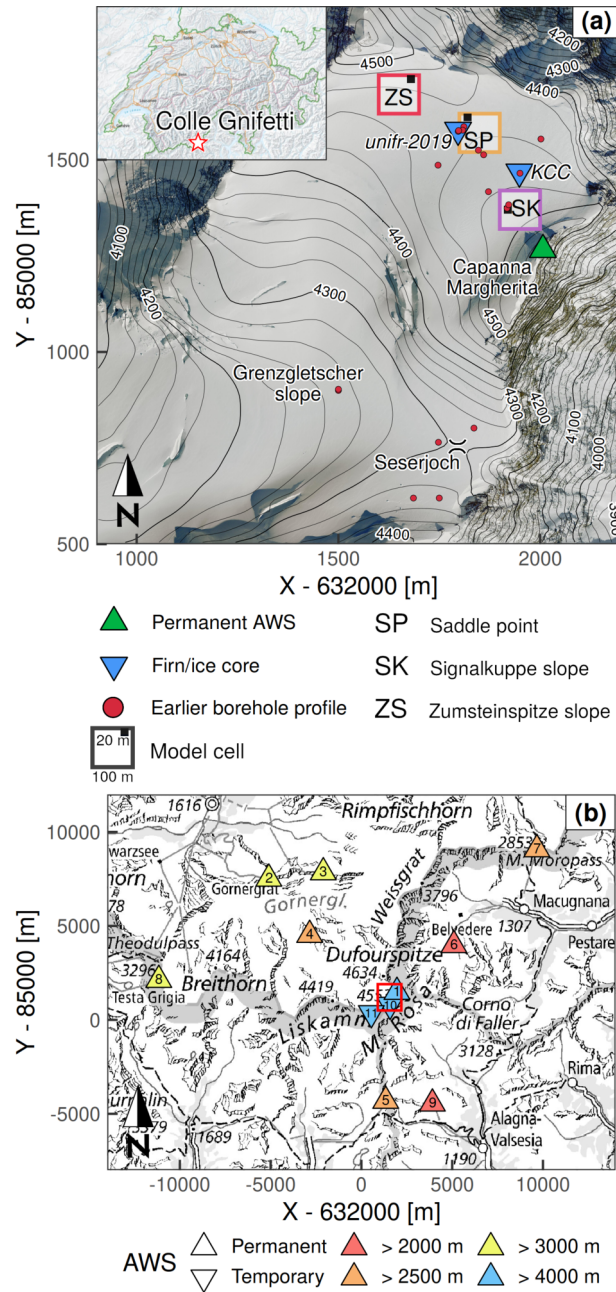 (a)
Colle Gnifetti
4500
4200
4300
4400
ZS
unifr-2019
SP
KCC
SK
Capanna
Margherita
4100
4200
4400
4300
4500
Grenzgletscher
slope
4300
4200
4100
4000
Seserjoch
N
4400
1500
1000
500
Y - 85000 [m]
1000
1500
2000
X - 632000 [m]
Permanent AWS
SP Saddle point
Firn/ice core
SK Signalkuppe slope
Earlier borehole profile
ZS Zumsteinspitze slope
20 m
100 m
Model cell
(b)
1616
Rimpfischhorn
warzsee
2
3
Gornergrat
Gornergl.
Weissgrat
7
Macugnana
3796
1307
Belvedere
6
Pestare
4
Theodulpass
4164
Dufourspitze
4634
3296
8
Breithorn
Testa Grigia
4419
1
10
11
Liskamm
Mt. Rosa
Corno
di Faller
3128
Rima
5
9
Alagna-
Valsesia
N
1689
1190
10000
5000
0
-5000
Y - 85000 [m]
-10000
-5000
0
5000
10000
X - 632000 [m]
AWS
Permanent
Temporary
> 2000 m
> 2500 m
> 3000 m
> 4000 m